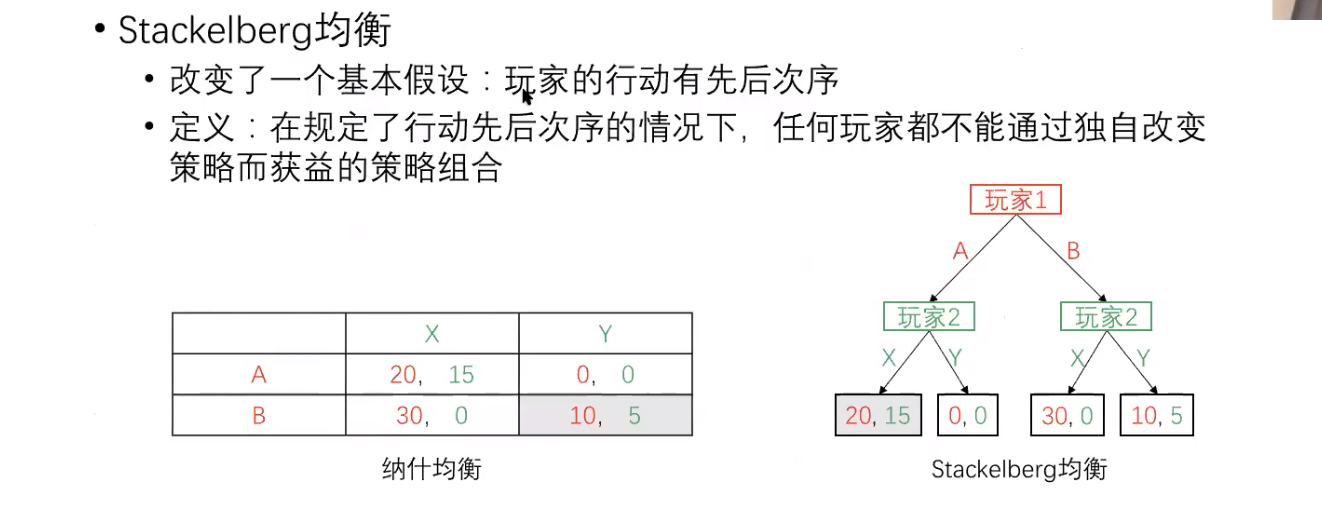 • Stackelberg均衡
• 改变了一个基本假设：玩家的行动有先后次序
• 定义：在规定了行动先后次序的情况下，任何玩家都不能通过独自改变
策略而获益的策略组合
X Y
A 20, 15 0, 0
B 30, 0 10, 5
纳什均衡
玩家1
A B
玩家2 玩家2
X Y X Y
20, 15 0, 0 30, 0 10, 5
Stackelberg均衡